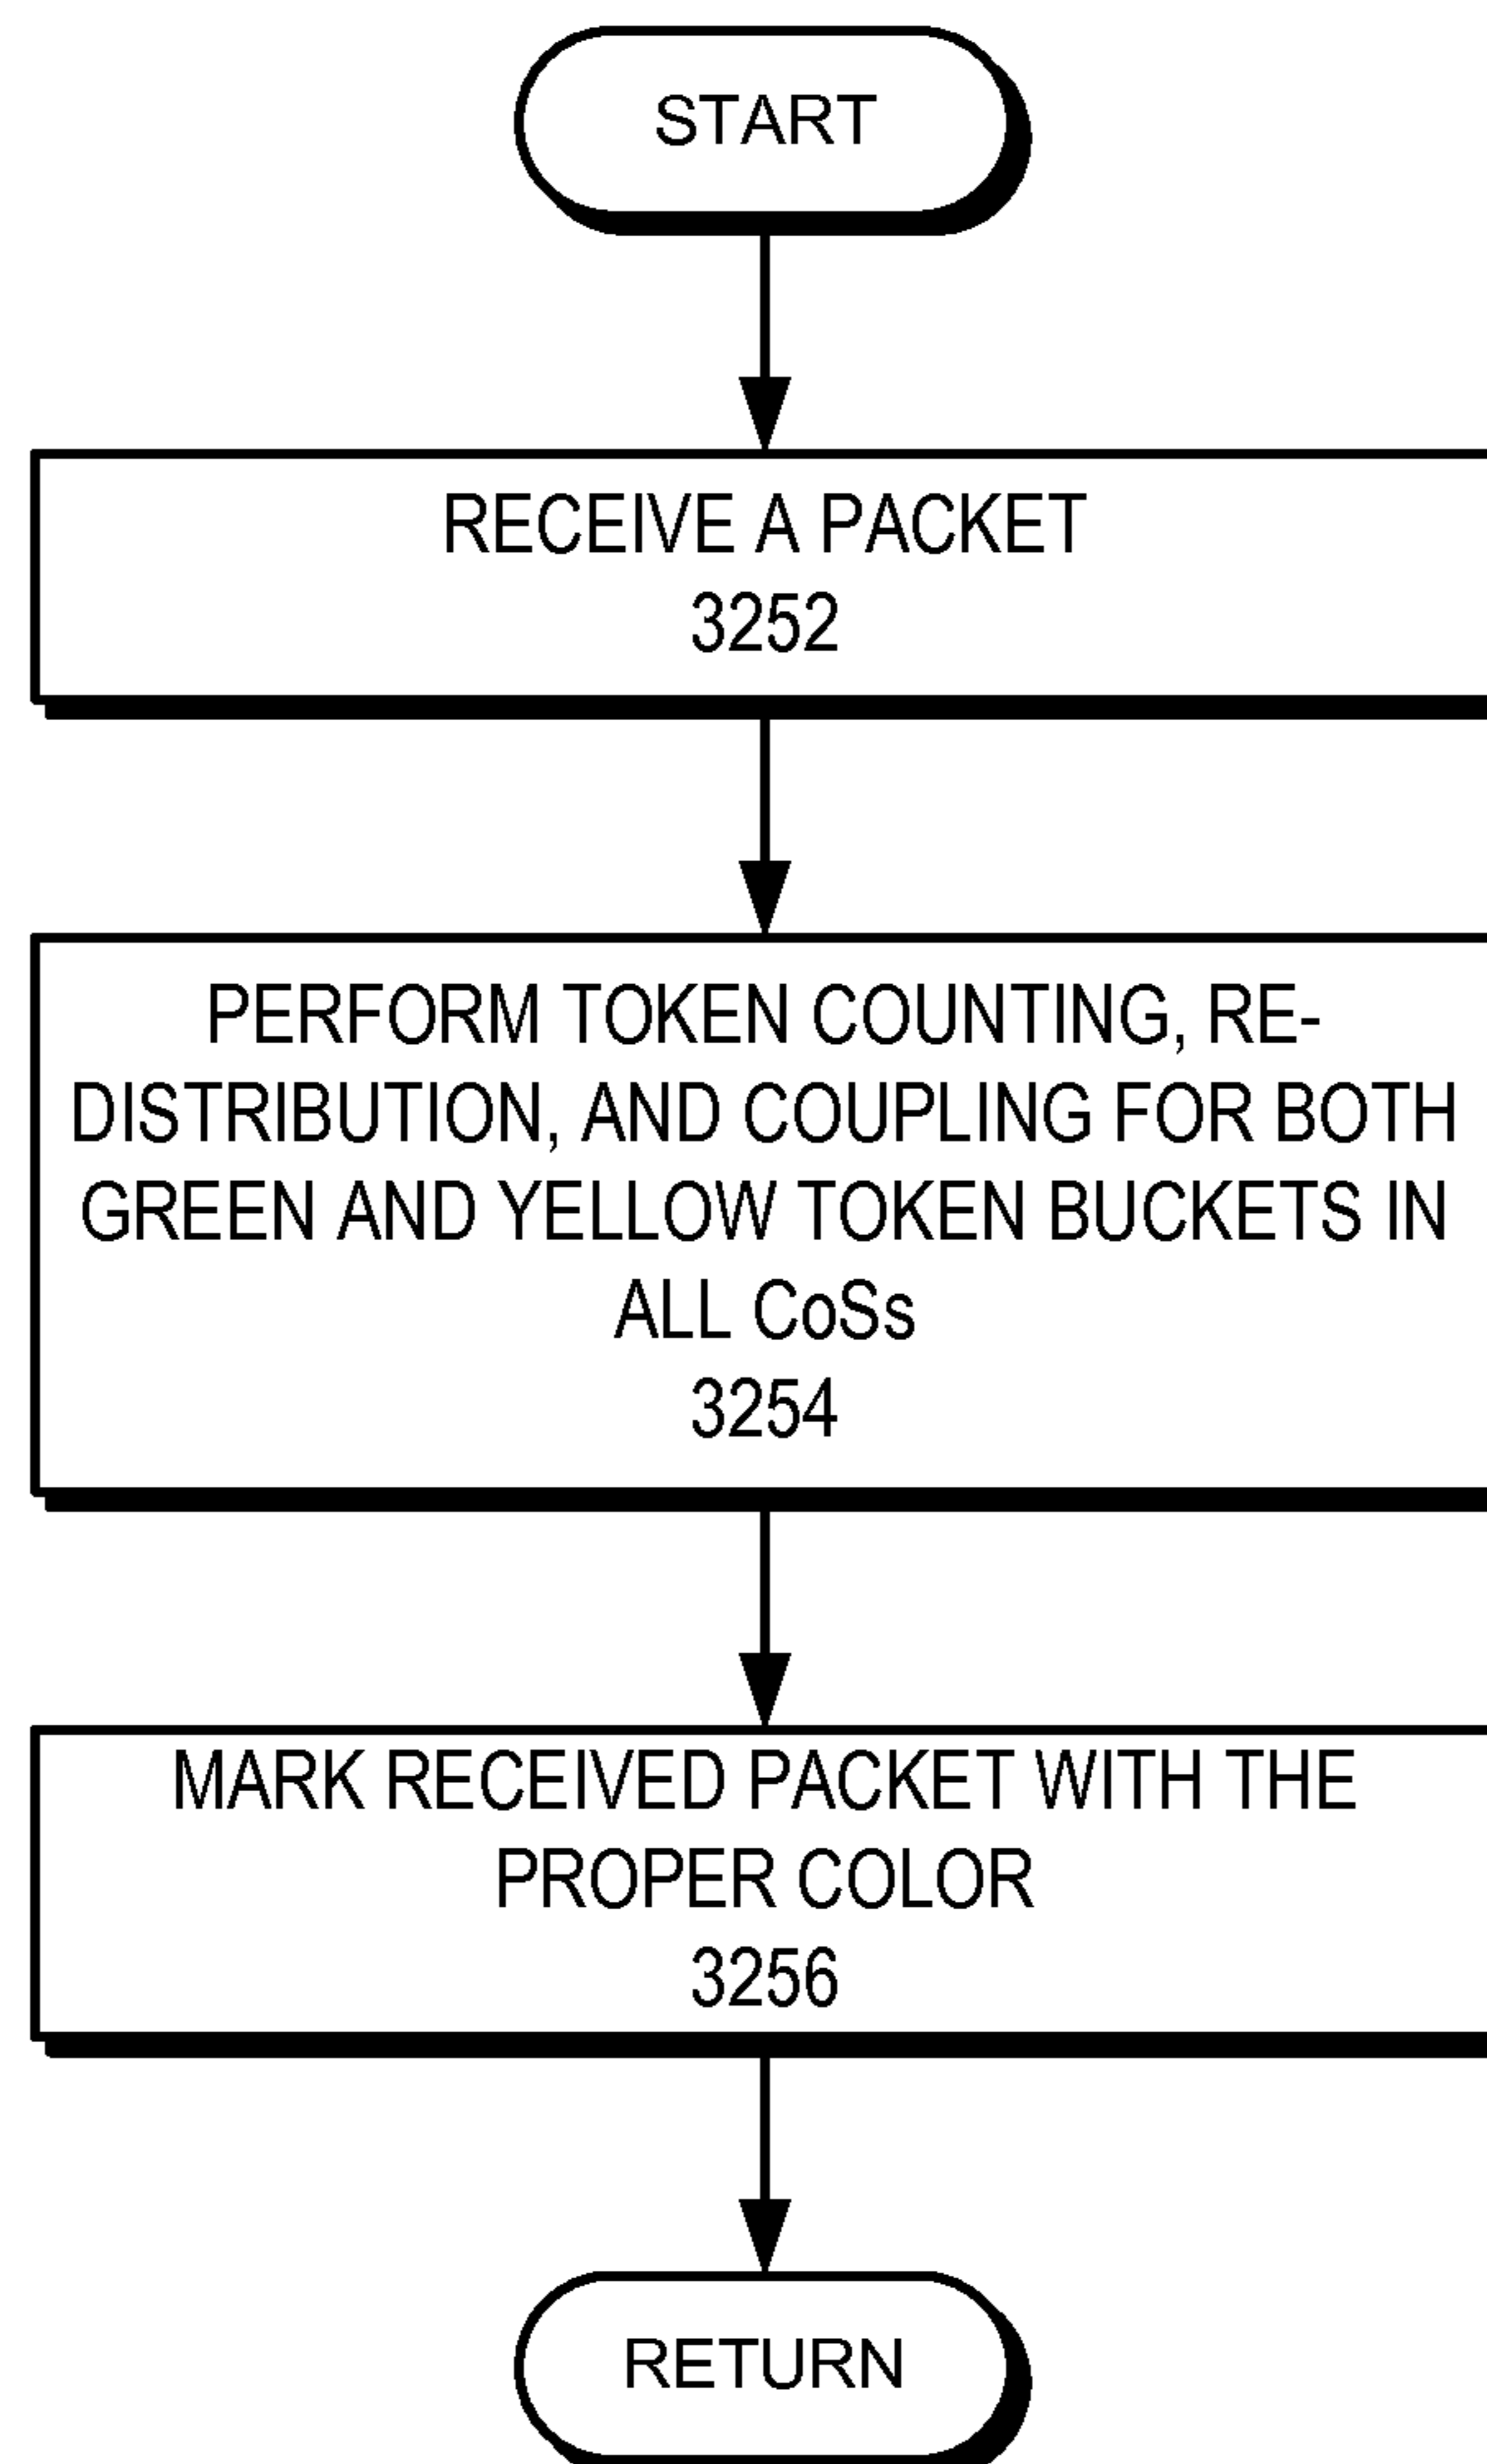 START
RECEIVE A PACKET
3252
PERFORM TOKEN COUNTING, RE-
DISTRIBUTION, AND COUPLING FOR BOTH
GREEN AND YELLOW TOKEN BUCKETS IN
ALL CoSs
3254
MARK RECEIVED PACKET WITH THE
PROPER COLOR
3256
RETURN